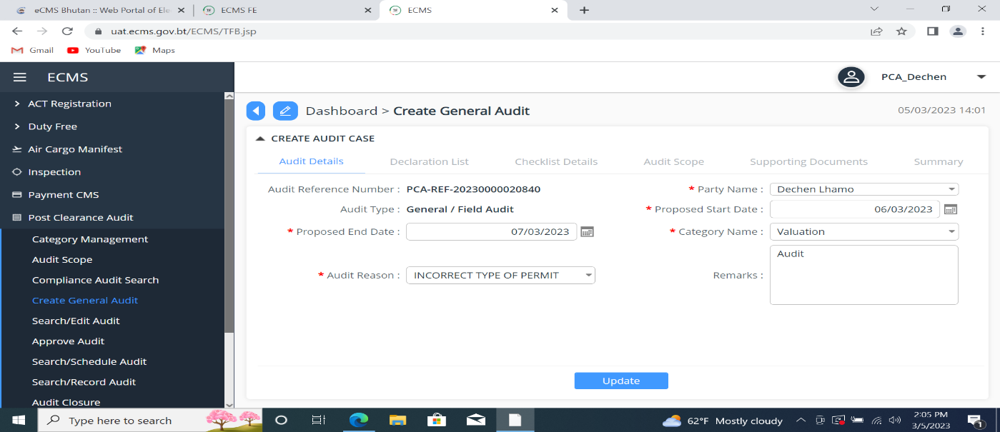 eCMS Bhutan :: Web Portal of Ele
ECMS FE
ECMS
uat.ecms.gov.bt/ECMS/TFB.jsp
Gmail
YouTube
Maps
ECMS
PCA_Dechen
ACT Registration
Duty Free
Air Cargo Manifest
Inspection
Payment CMS
Post Clearance Audit
Category Management
Audit Scope
Compliance Audit Search
Create General Audit
Search/Edit Audit
Approve Audit
Search/Schedule Audit
Search/Record Audit
Audit Closure
Dashboard > Create General Audit
05/03/2023 14:01
CREATE AUDIT CASE
Audit Details Declaration List Checklist Details Audit Scope Supporting Documents Summary
Audit Reference Number : PCA-REF-20230000020840 * Party Name : Dechen Lhamo
Audit Type : General / Field Audit * Proposed Start Date : 06/03/2023
* Proposed End Date : 07/03/2023 * Category Name : Valuation
* Audit Reason : INCORRECT TYPE OF PERMIT Remarks : Audit
Update
Type here to search
62°F Mostly cloudy
2:05 PM
3/5/2023
1